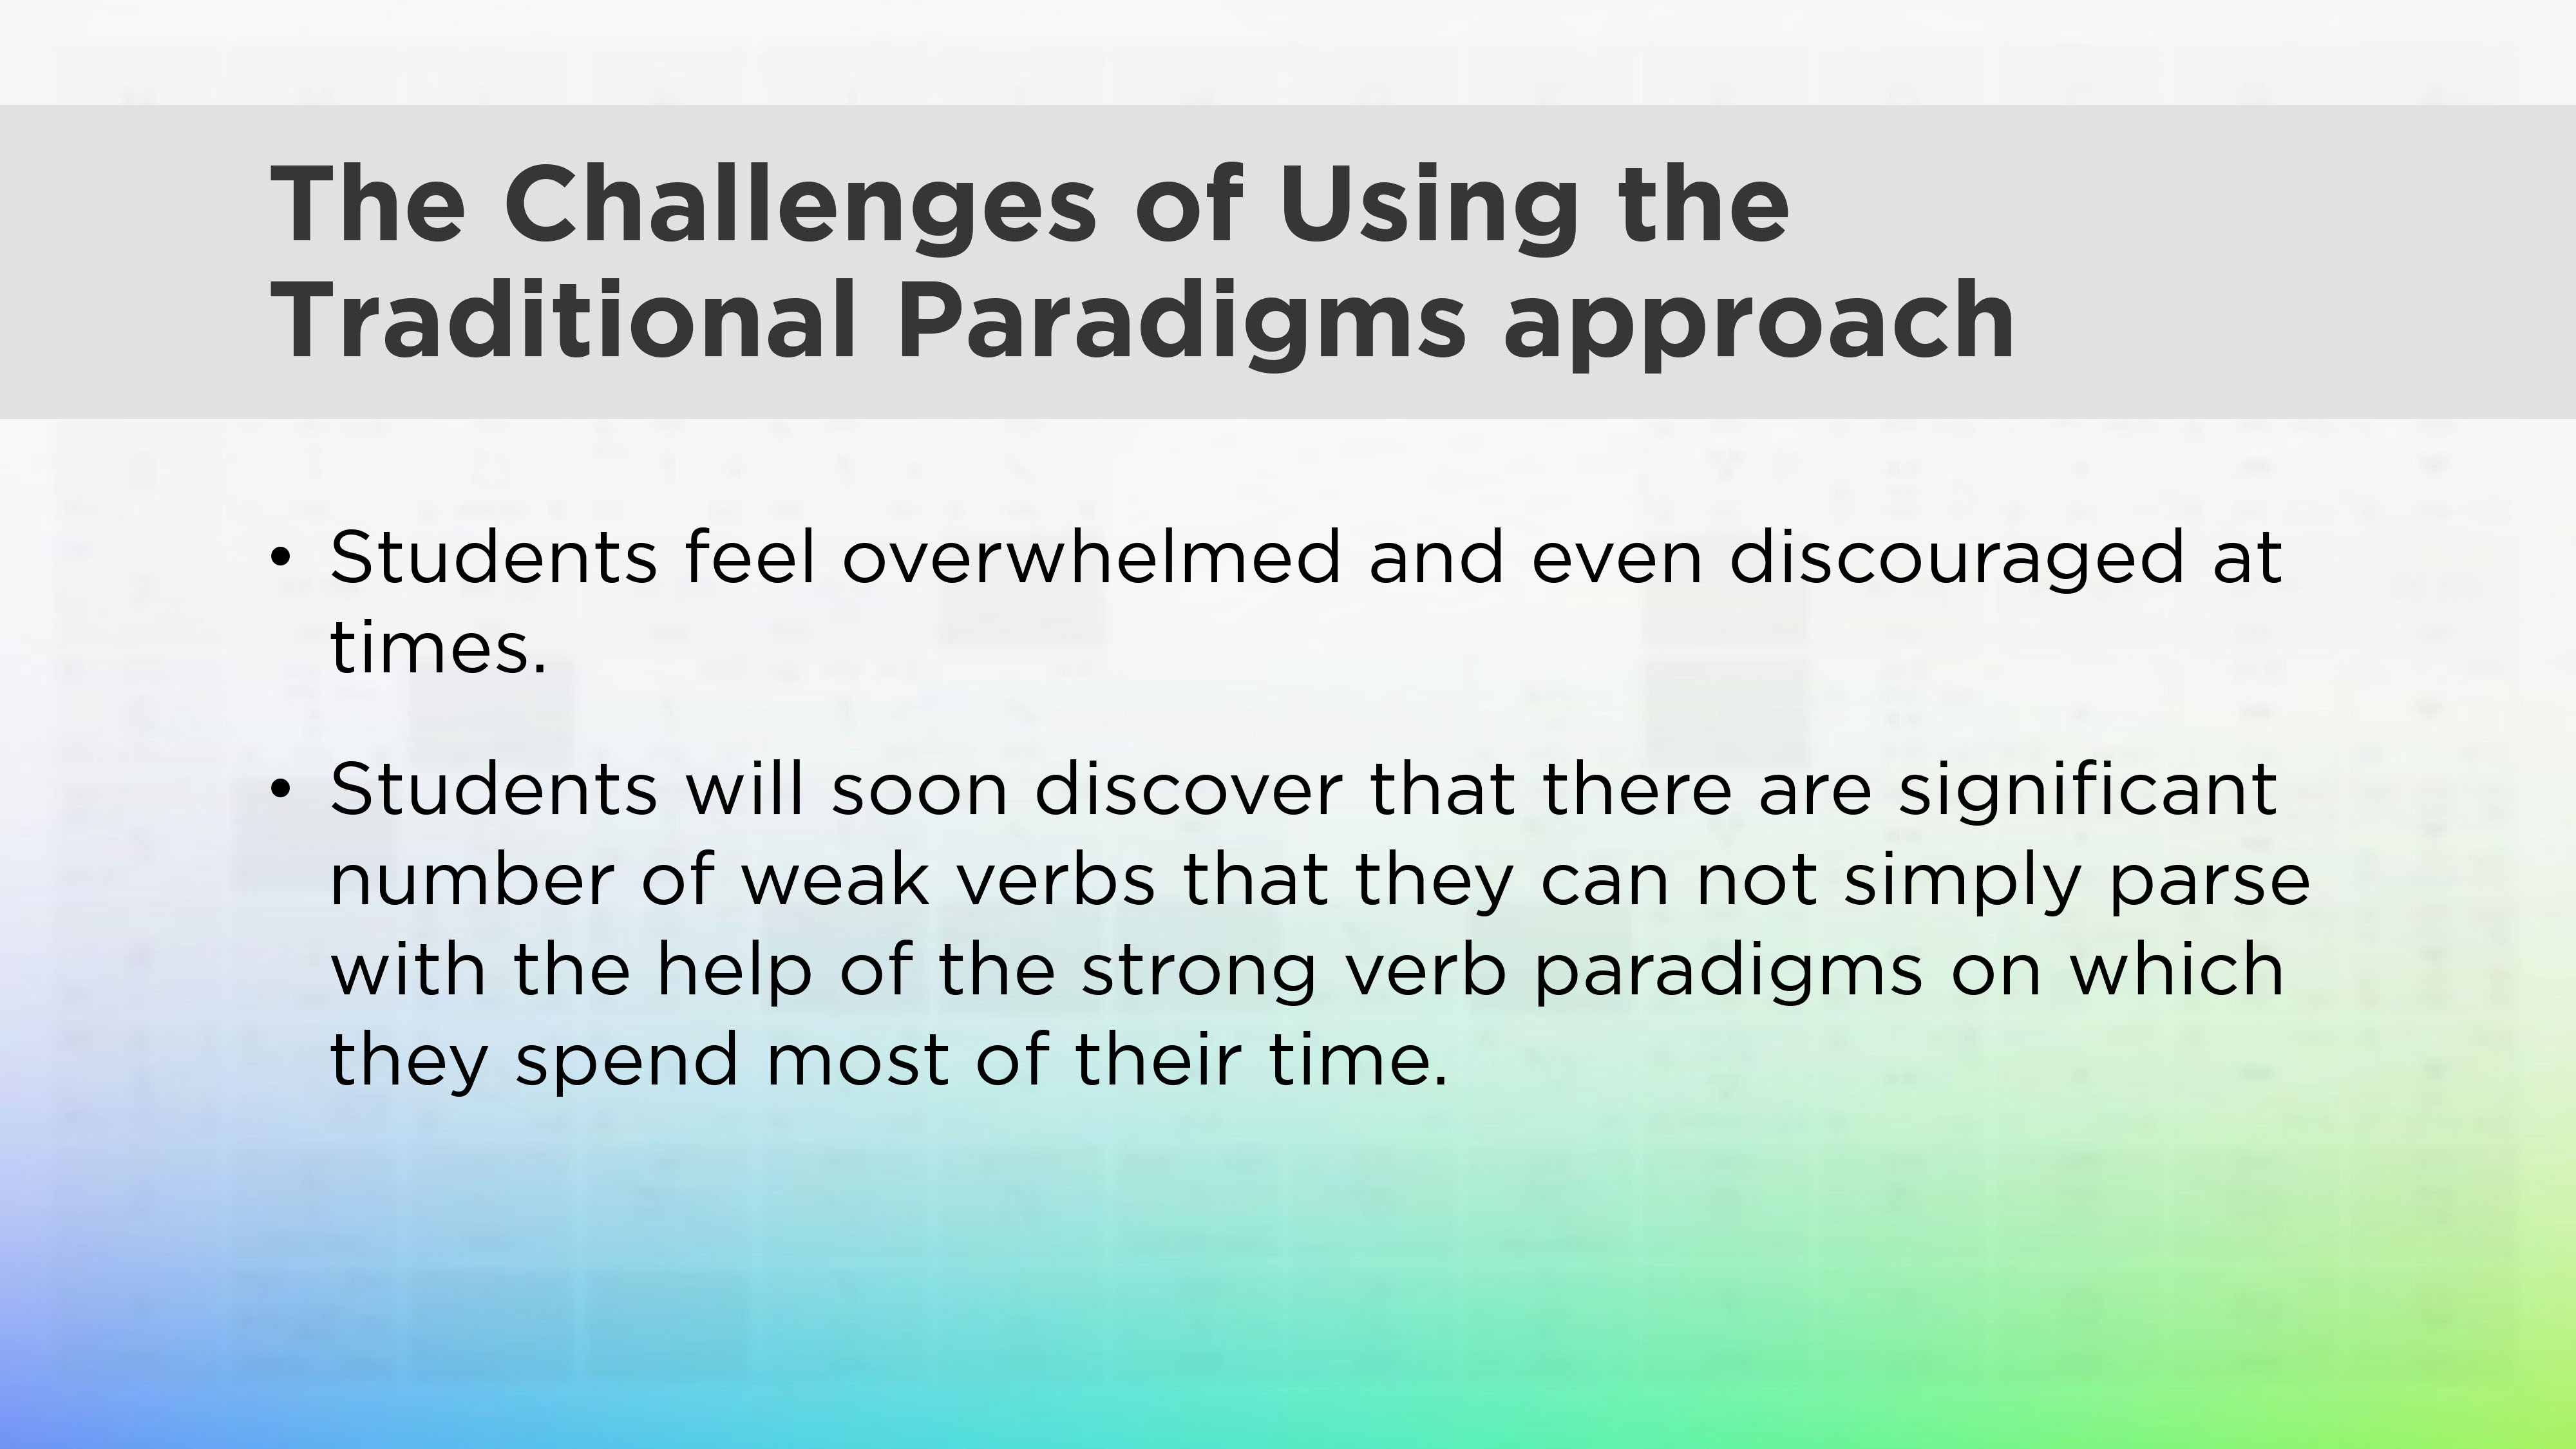 The Challenges of Using the
Traditional Paradigms approach
• Students feel overwhelmed and even discouraged at
times.
• Students will soon discover that there are significant
number of weak verbs that they can not simply parse
with the help of the strong verb paradigms on which
they spend most of their time.